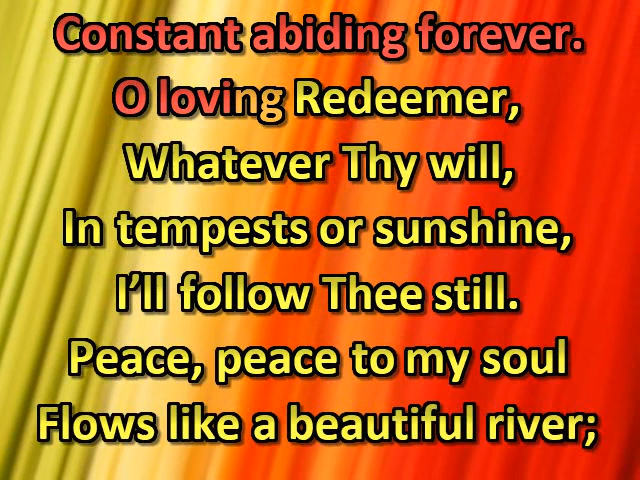 Constant abiding forever.
O loving Redeemer,
Whatever Thy will,
In tempests or sunshine,
I'll follow Thee still.
Peace, peace to my soul
Flows like a beautiful river;